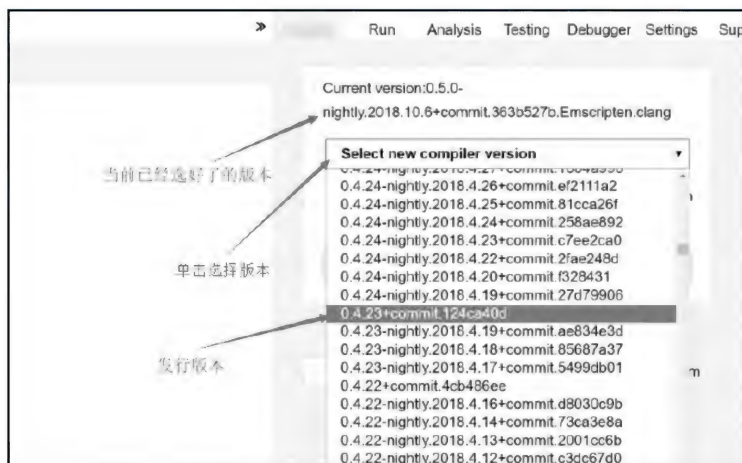 »
Run Analysis Testing Debugger Settings Sup
Current version:0.5.0-
nightly.2018.10.6+commit.363b527b.Emscripten.clang
Select new compiler version
当前已经选好了的版本
0.4.24-nightly.2018.4.26+commit.ef2111a2
0.4.24-nightly.2018.4.25+commit.81cca26f
0.4.24-nightly.2018.4.24+commit.258ae892
0.4.24-nightly.2018.4.23+commit.c7ee2ca0
单击选择版本
0.4.24-nightly.2018.4.22+commit.2fae248d
0.4.24-nightly.2018.4.20+commit.f328431
0.4.24-nightly.2018.4.19+commit.27d79906
0.4.23+commit.124ca40d
0.4.23-nightly.2018.4.19+commit.ae834e3d
0.4.23-nightly.2018.4.18+commit.85687a37
发行版本
0.4.23-nightly.2018.4.17+commit.5499db01
m
0.4.22+commit.4cb486ee
0.4.22-nightly.2018.4.16+commit.d8030c9b
0.4.22-nightly.2018.4.14+commit.73ca3e8a
0.4.22-nightly.2018.4.13+commit.2001cc6b
0.4.22-nightly.2018.4.12+commit.c3dc67d0